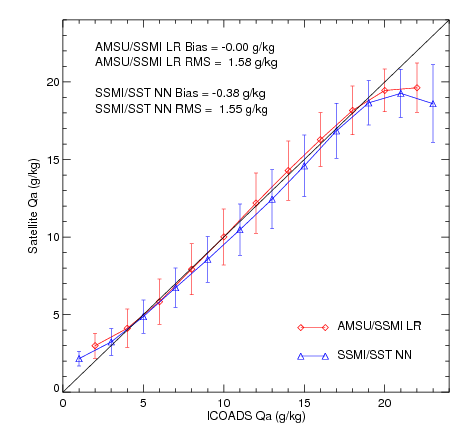 AMSU/SSMI LR Bias = -0.00 g/kg
AMSU/SSMI LR RMS = 1.58 g/kg
SSMI/SST NN Bias = -0.38 g/kg
SSMI/SST NN RMS = 1.55 g/kg
20
15
10
5
0
Satellite Qa (g/kg)
AMSU/SSMI LR
SSMI/SST NN
0 5 10 15 20
ICOADS Qa (g/kg)